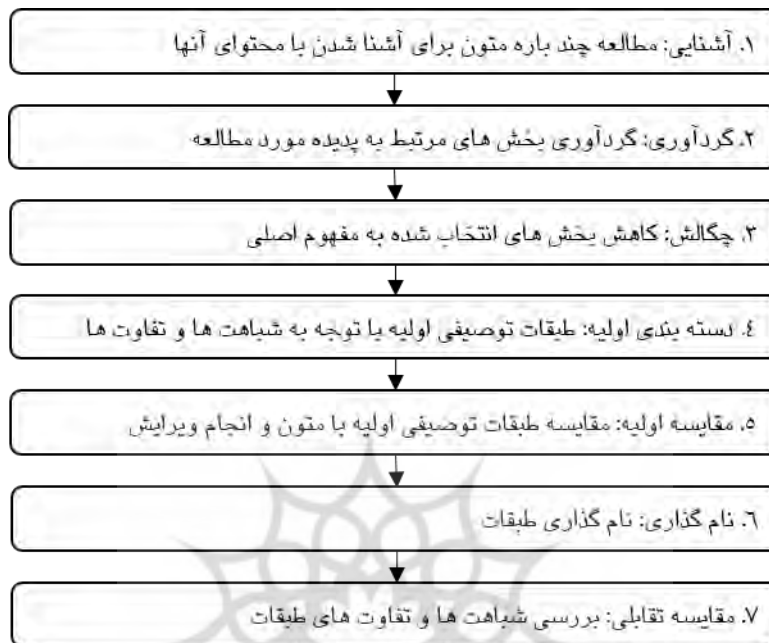 ۱. آشنایی: مطالعه چند باره متون برای آشنا شدن با محتوای آنها
۲. گردآوری: گردآوری بخش های مرتبط به پدیده مورد مطالعه
۳. چگالش: کاهش بخش های انتخاب شده به مفهوم اصلی
٤. دسته بندی اولیه: طبقات توصیفی اولیه با توجه به شباهت ها و تفاوت ها
۵. مقایسه اولیه: مقایسه طبقات توصیفی اولیه با متون و انجام ویرایش
٦. نام گذاری: نام گذاری طبقات
۷. مقایسه تقابلی: بررسی شباهت ها و تفاوت های طبقات